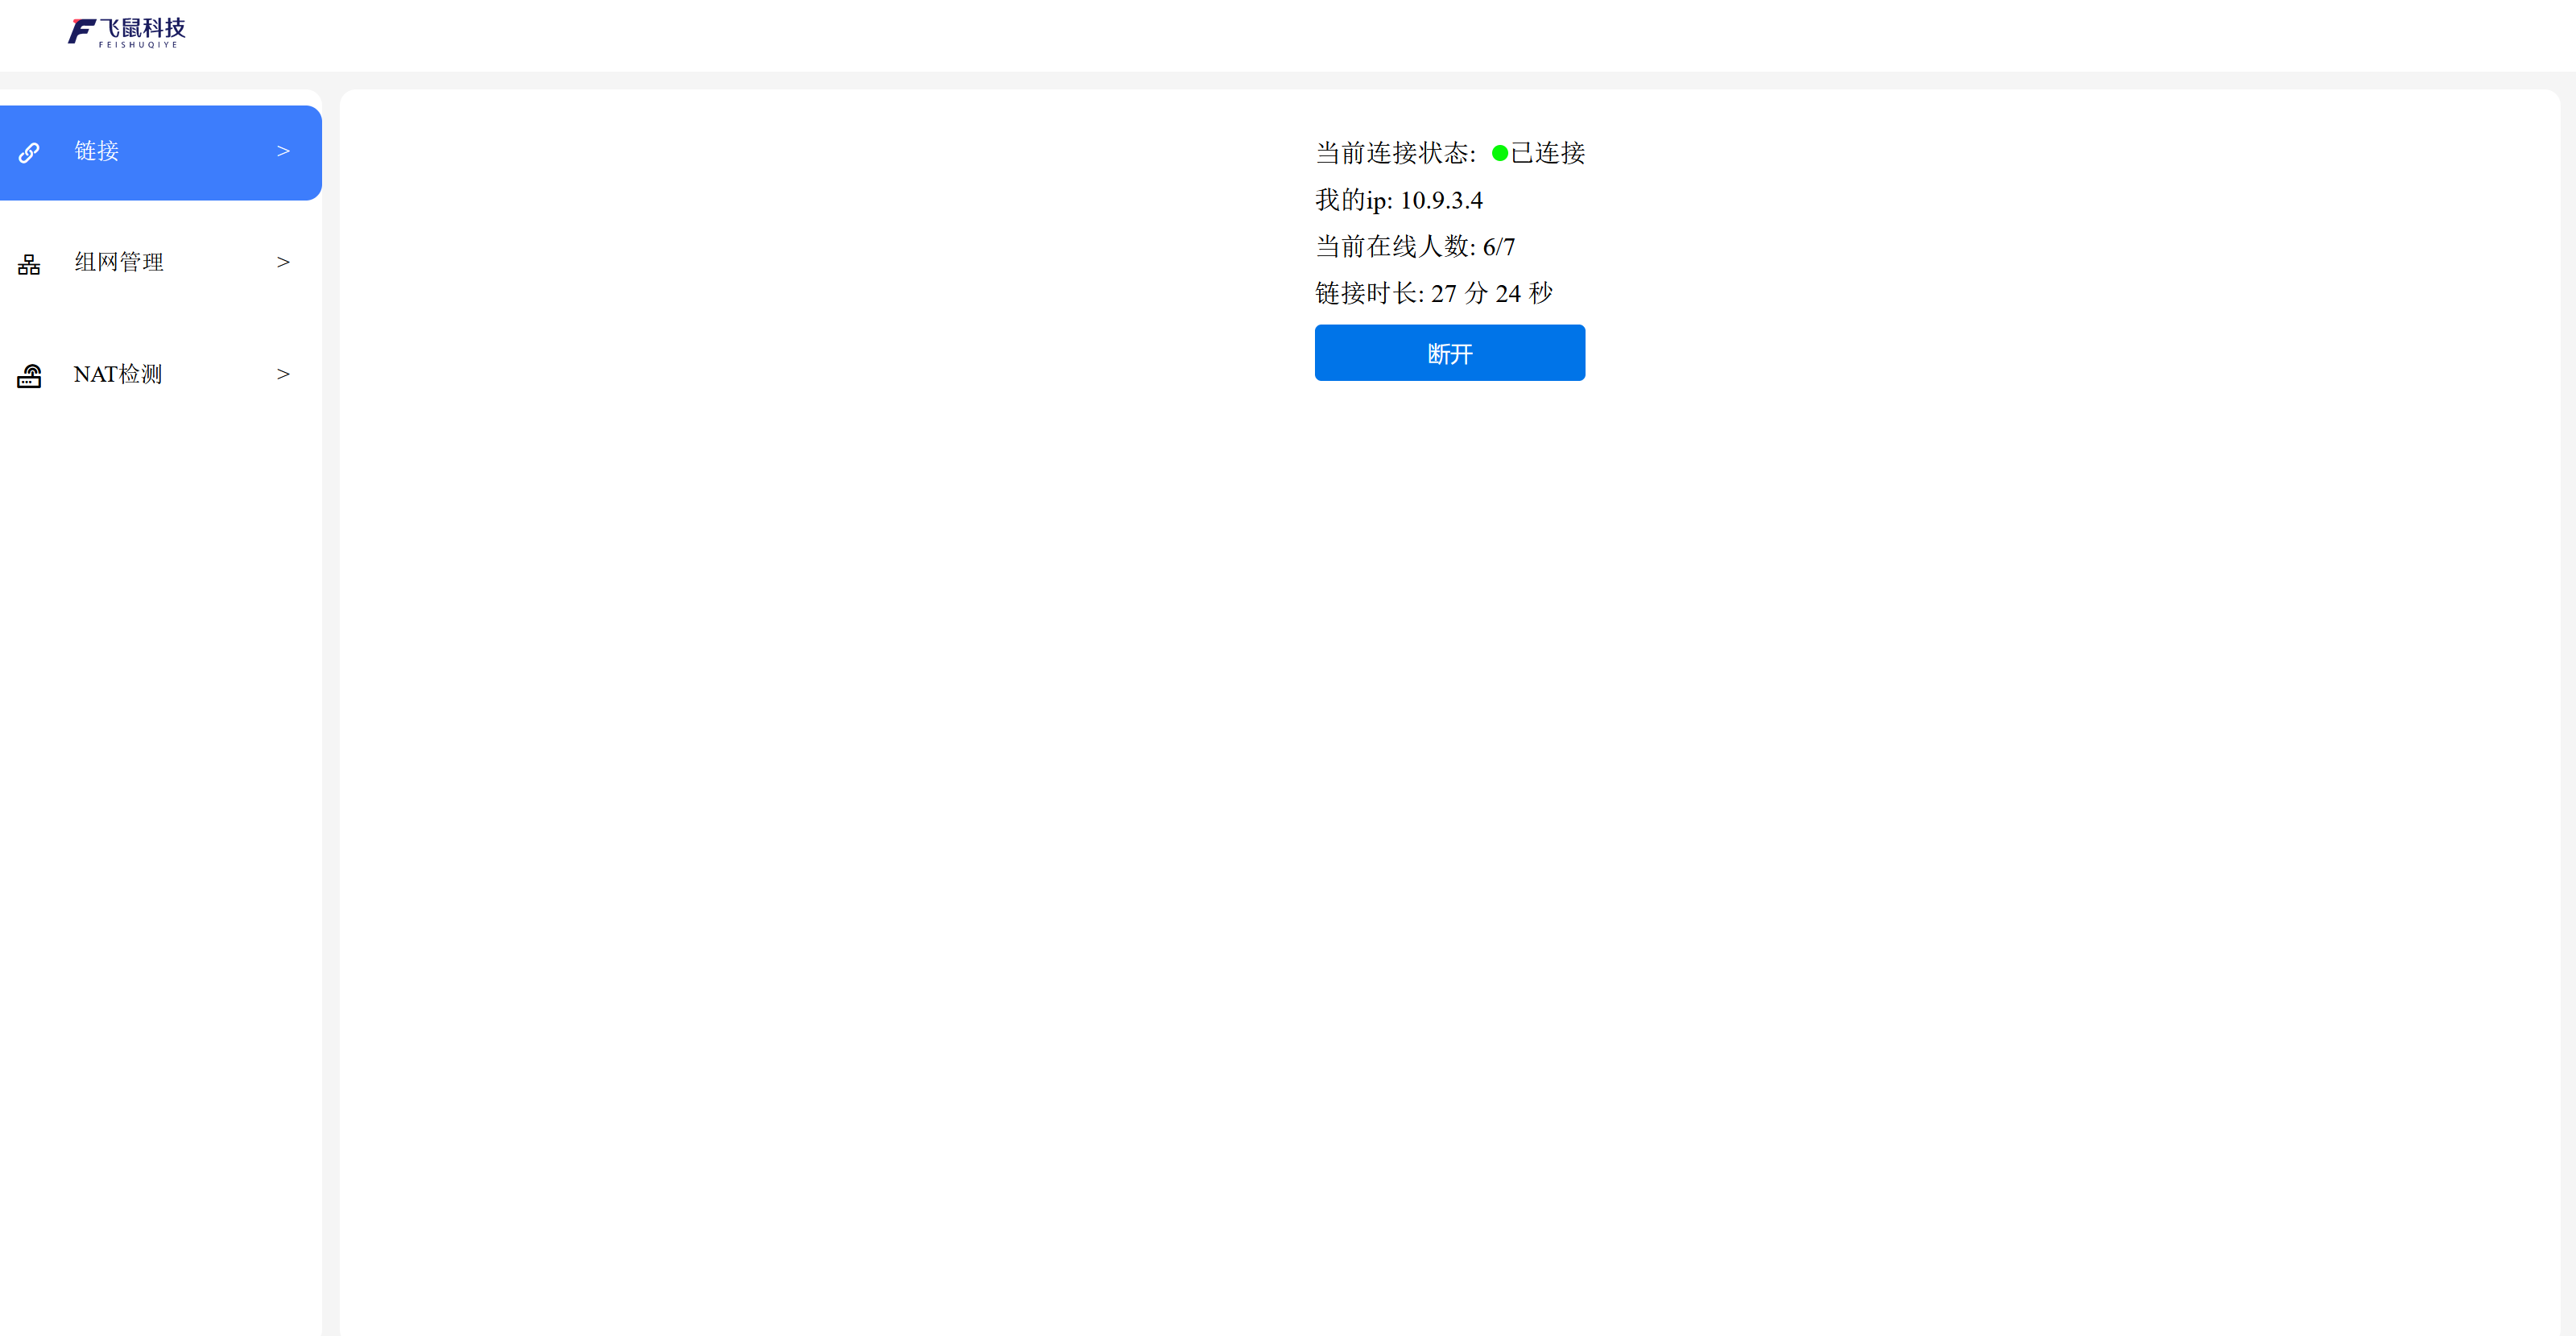 飞鼠科技
FEISHUQIYE
链接 >
组网管理 >
NAT检测 >
当前连接状态: 已连接
我的ip: 10.9.3.4
当前在线人数: 6/7
链接时长: 27 分 24 秒
断开